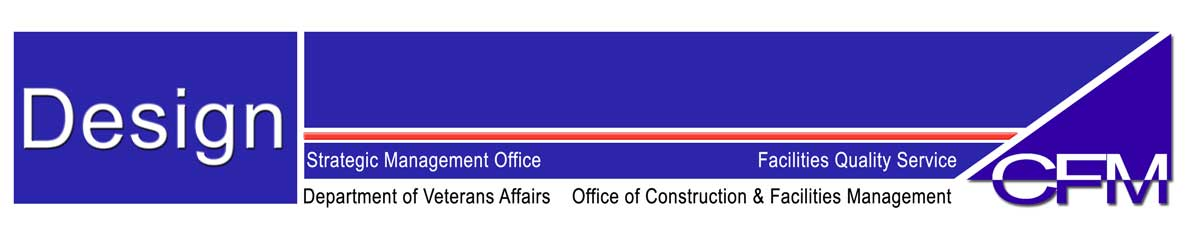 Design
Strategic Management Office Facilities Quality Service
Department of Veterans Affairs Office of Construction & Facilities Management
CFM